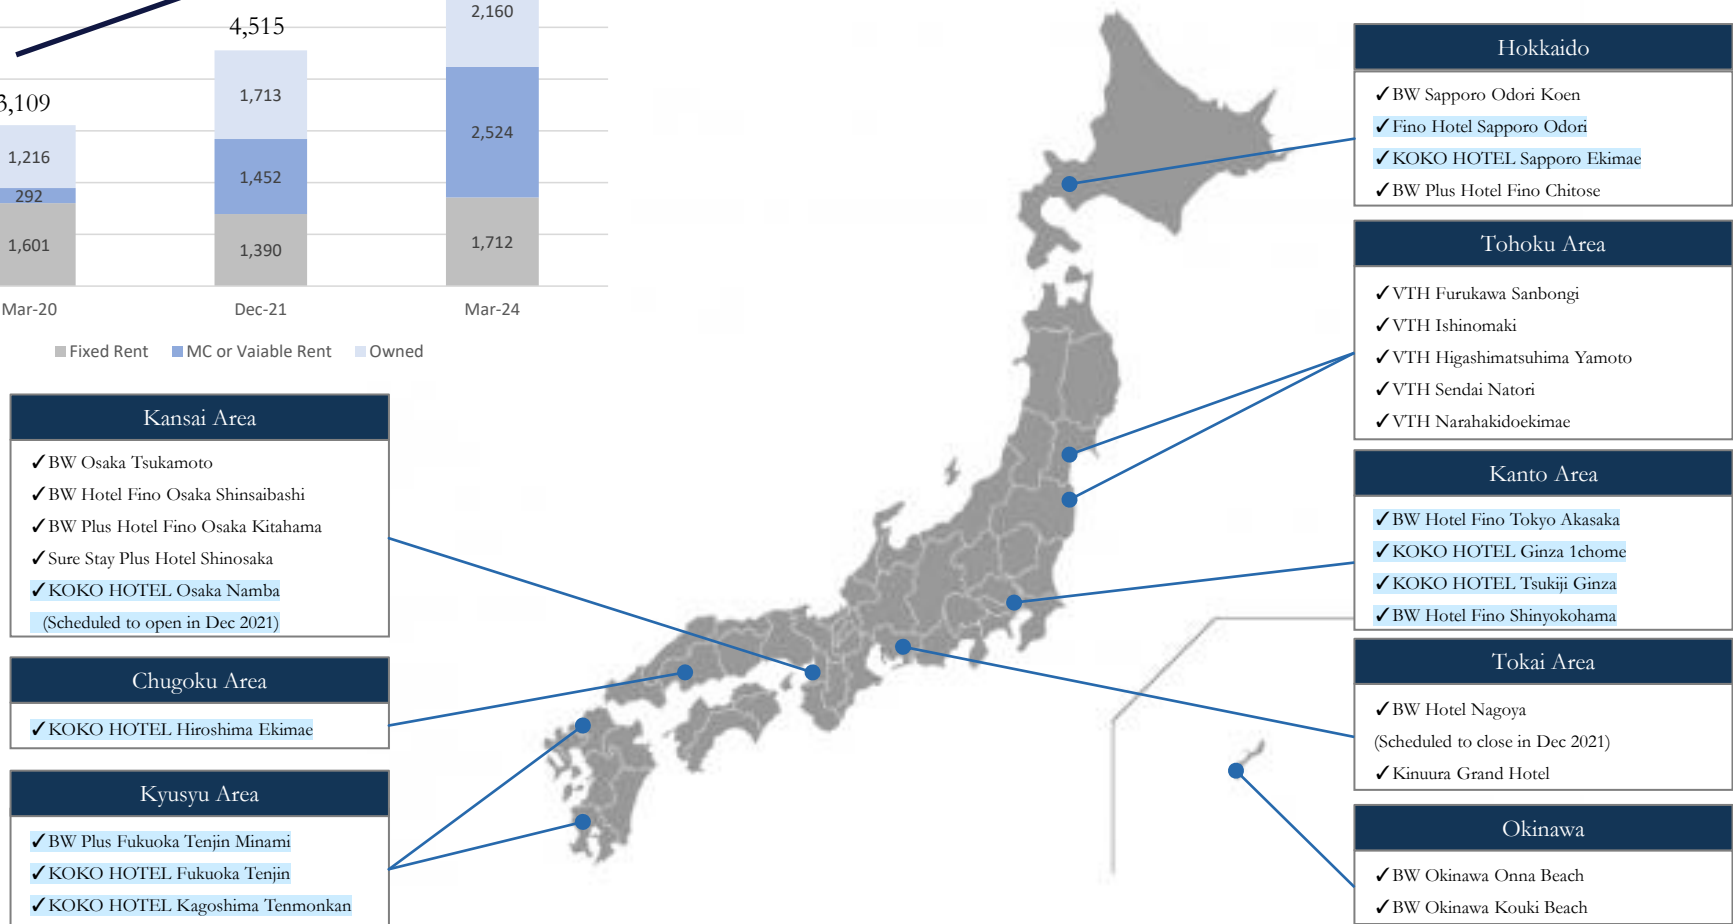 2,160
4,515
1,713
3,109
2,524
1,216
1,452
292
1,601
1,390
1,712
Mar-20
Dec-21
Mar-24
Fixed Rent
MC or Vaiable Rent
Owned
Hokkaido
✓BW Sapporo Odori Koen
✓Fino Hotel Sapporo Odori
✓KOKO HOTEL Sapporo Ekimae
✓BW Plus Hotel Fino Chitose
Tohoku Area
✓VTH Furukawa Sanbongi
✓VTH Ishinomaki
✓VTH Higashimatsuhima Yamoto
✓VTH Sendai Natori
✓VTH Narahakidoekimae
Kansai Area
✓BW Osaka Tsukamoto
✓BW Hotel Fino Osaka Shinsaibashi
✓BW Plus Hotel Fino Osaka Kitahama
✓Sure Stay Plus Hotel Shinosaka
✓KOKO HOTEL Osaka Namba
(Scheduled to open in Dec 2021)
Kanto Area
✓BW Hotel Fino Tokyo Akasaka
✓KOKO HOTEL Ginza 1chome
✓KOKO HOTEL Tsukiji Ginza
✓BW Hotel Fino Shinyokohama
Chugoku Area
✓KOKO HOTEL Hiroshima Ekimae
Tokai Area
✓BW Hotel Nagoya
(Scheduled to close in Dec 2021)
✓Kinuura Grand Hotel
Kyusyu Area
✓BW Plus Fukuoka Tenjin Minami
✓KOKO HOTEL Fukuoka Tenjin
✓KOKO HOTEL Kagoshima Tenmonkan
Okinawa
✓BW Okinawa Onna Beach
✓BW Okinawa Kouki Beach